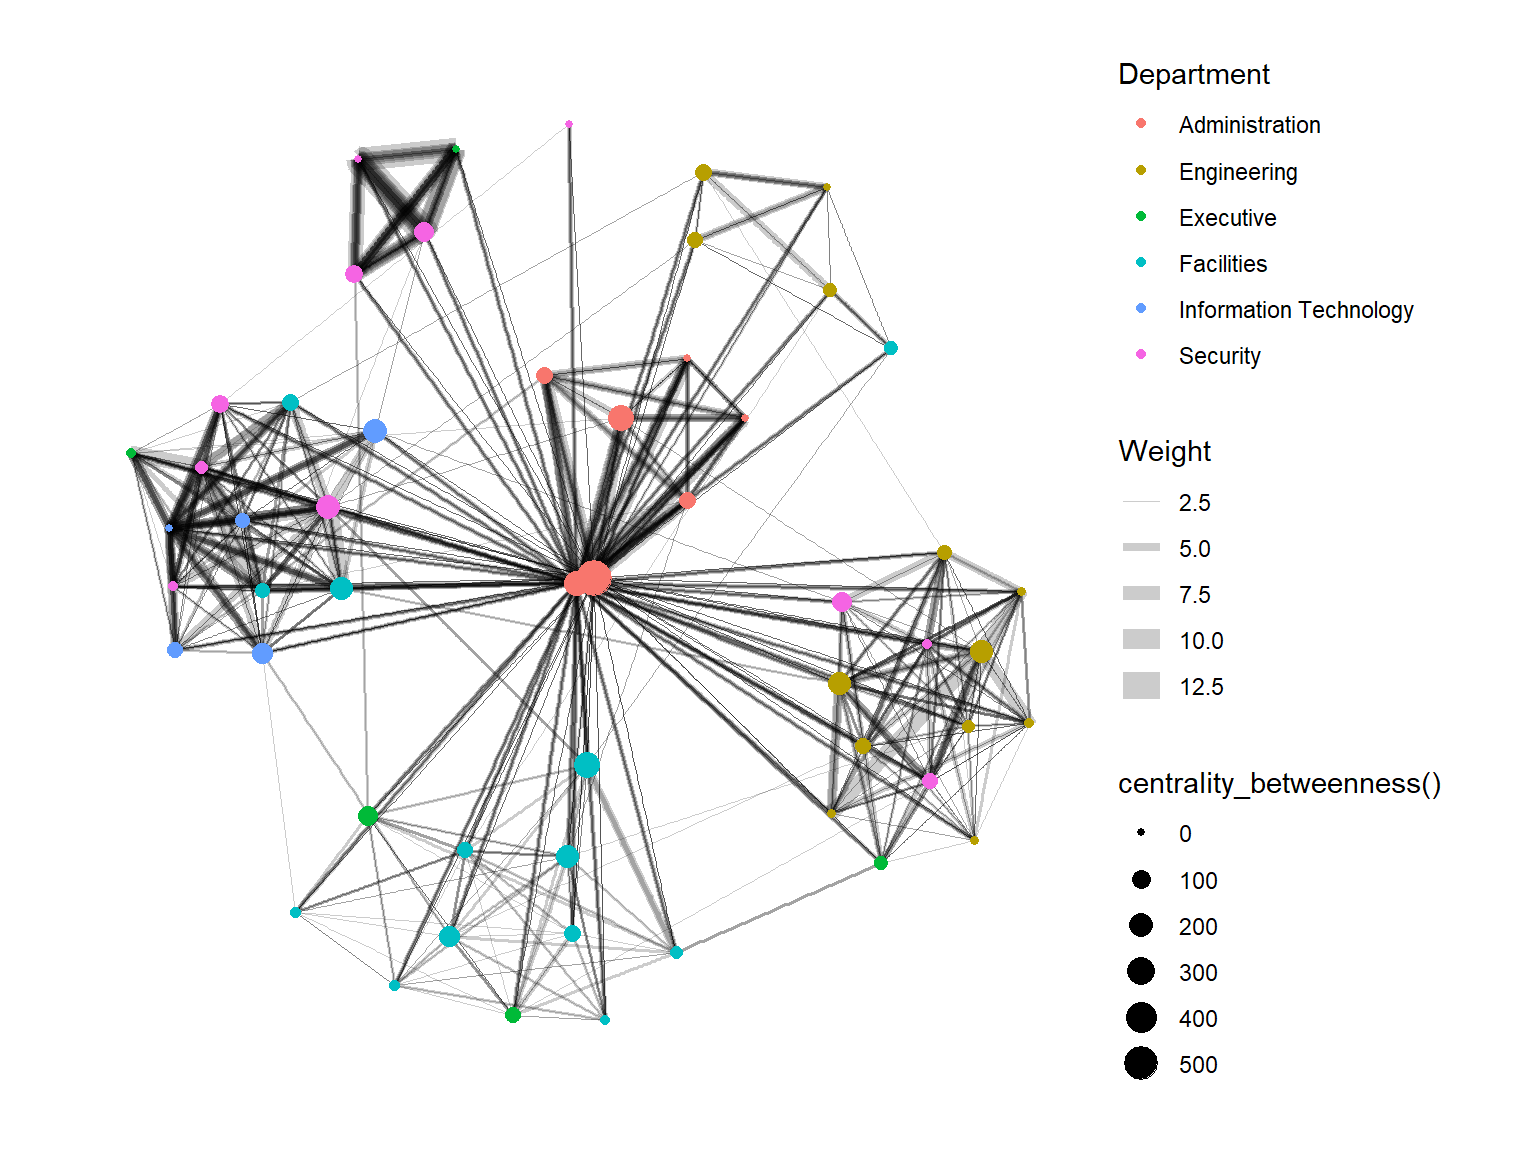 Department
Administration
Engineering
Executive
Facilities
Information Technology
Security
Weight
2.5
5.0
7.5
10.0
12.5
centrality_betweenness()
0
100
200
300
400
500